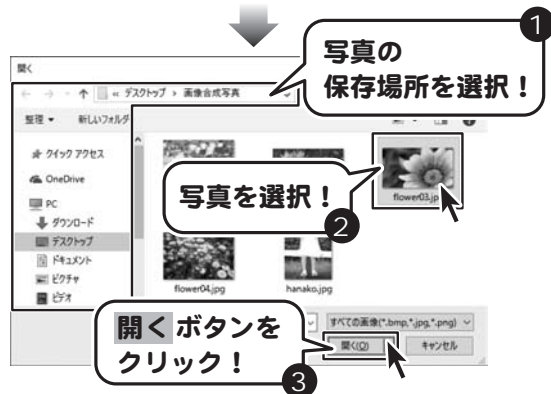 1
写真の
保存場所を選択！
開く
« デスクトップ › 画像合成写真
整理 新しいフォルダ
クイック アクセス
OneDrive
PC
ダウンロード
デスクトップ
ドキュメント
ピクチャ
ビデオ
写真を選択！
2
flower03.jp
flower04.jpg
hanako.jpg
すべての画像(*.bmp,*.jpg,*.png)
開く(O)
キャンセル
開く ボタンを
クリック！
3